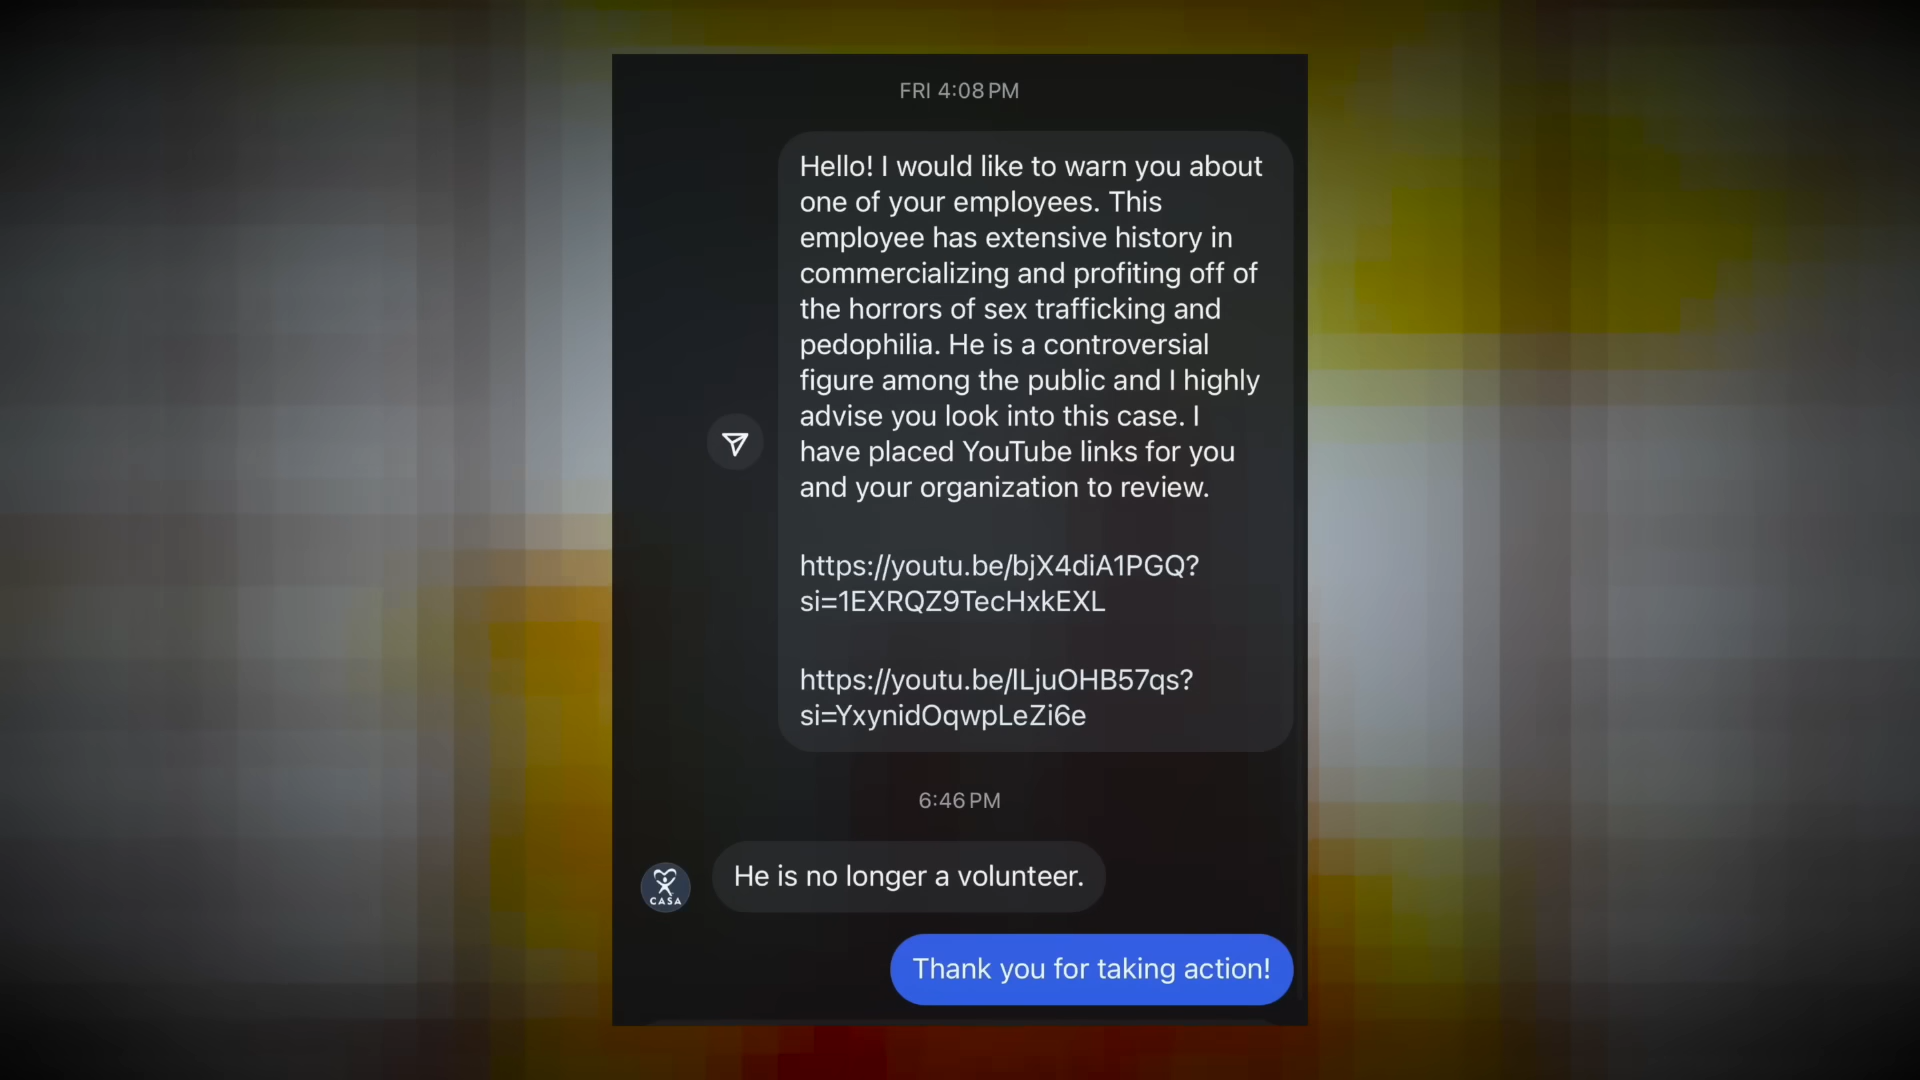 FRI 4:08 PM
Hello! I would like to warn you about
one of your employees. This
employee has extensive history in
commercializing and profiting off of
the horrors of sex trafficking and
pedophilia. He is a controversial
figure among the public and I highly
advise you look into this case. I
have placed YouTube links for you
and your organization to review.
https://youtu.be/bjX4diA1PGQ?
si=1EXRQZ9TecHxkEXL
https://youtu.be/lLjuOHB57qs?
si=YxynidOqwpLeZi6e
6:46 PM
He is no longer a volunteer.
CASA
Thank you for taking action!